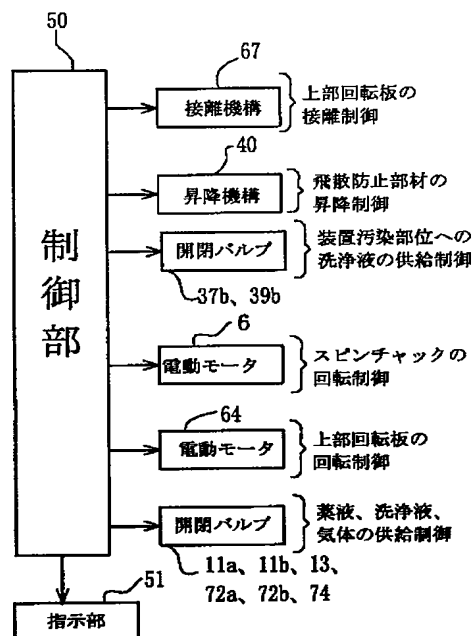 50
制御部
67
接離機構
上部回転板の
接離制御
40
昇降機構
飛散防止部材の
昇降制御
開閉バルブ
37b、39b
装置汚染部位への
洗浄液の供給制御
6
電動モータ
スピンチャックの
回転制御
64
電動モータ
上部回転板の
回転制御
開閉バルブ
11a、11b、13、
72a、72b、74
薬液、洗浄液、
気体の供給制御
51
指示部